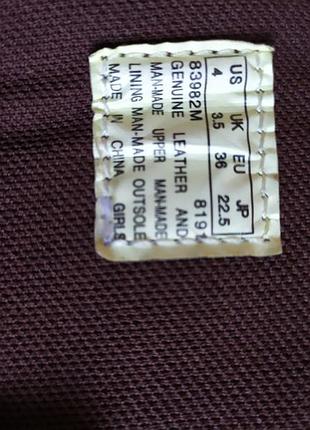 US UK EU JP
4 3.5 36 22.5
83982M 8191
GENUINE LEATHER AND
MAN-MADE UPPER MAN-MADE
LINING MAN-MADE OUTSOLE
MADE IN CHINA GIRLS